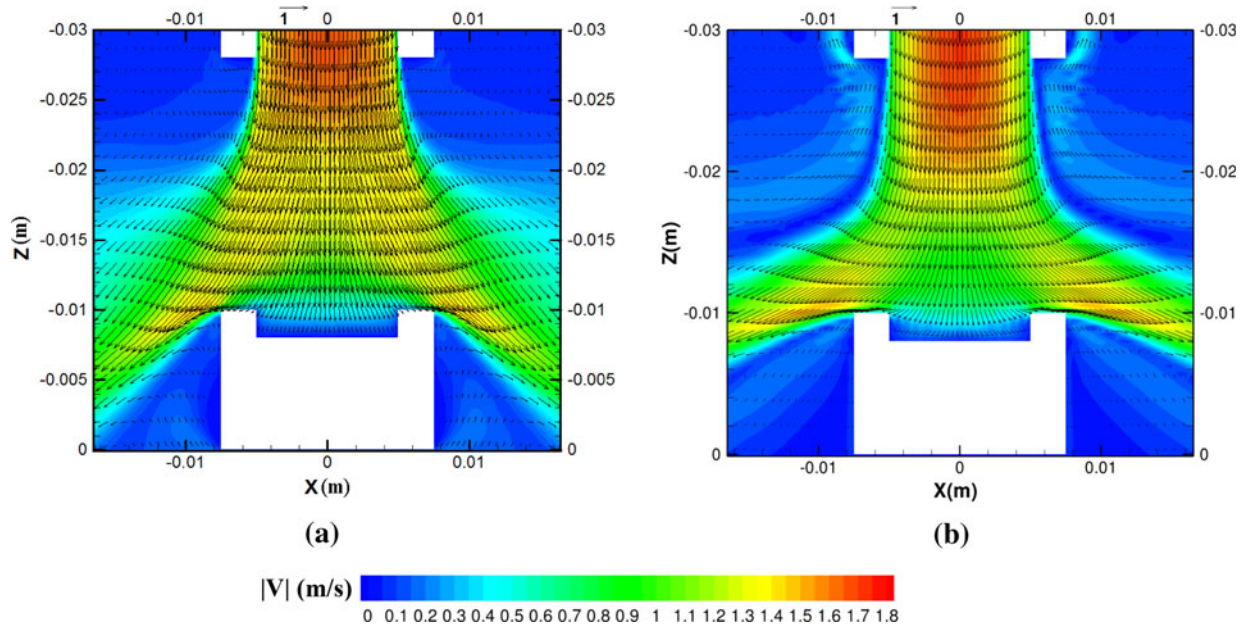 -0.01 1 0 0.01 -0.01 1 0 0.01
-0.03 -0.03 -0.03 -0.03
-0.025 -0.025
-0.02 -0.02 -0.02 -0.02
Z (m) -0.015 -0.015 Z(m)
-0.01 -0.01 -0.01 -0.01
-0.005 -0.005
0 0 0 0
-0.01 0 0.01 -0.01 0 0.01
X (m) X(m)
(a) (b)
|V| (m/s)
0 0.1 0.2 0.3 0.4 0.5 0.6 0.7 0.8 0.9 1 1.1 1.2 1.3 1.4 1.5 1.6 1.7 1.8